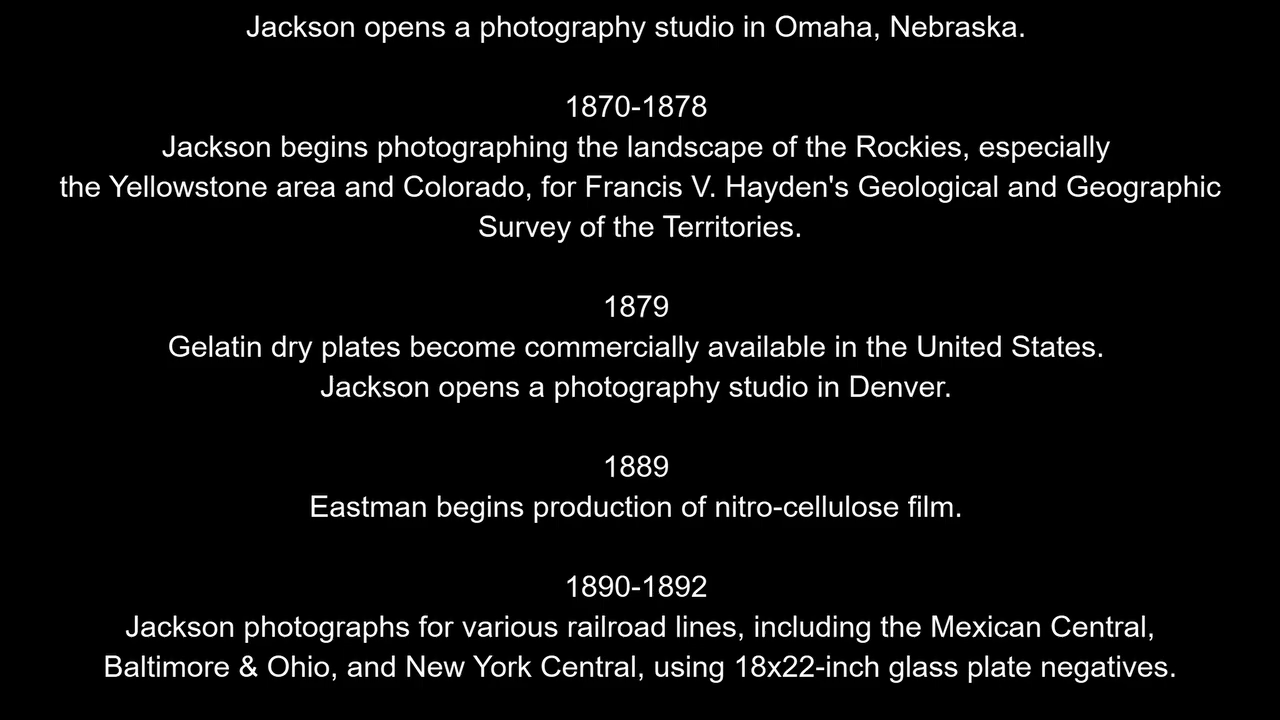 Jackson opens a photography studio in Omaha, Nebraska.
1870-1878
Jackson begins photographing the landscape of the Rockies, especially
the Yellowstone area and Colorado, for Francis V. Hayden's Geological and Geographic
Survey of the Territories.
1879
Gelatin dry plates become commercially available in the United States.
Jackson opens a photography studio in Denver.
1889
Eastman begins production of nitro-cellulose film.
1890-1892
Jackson photographs for various railroad lines, including the Mexican Central,
Baltimore & Ohio, and New York Central, using 18x22-inch glass plate negatives.